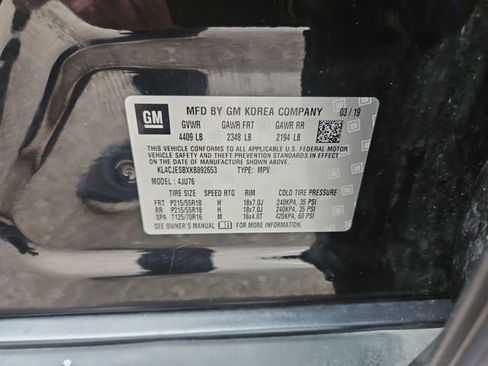 GM
MFD BY GM KOREA COMPANY 03/19
GVWR GAWR FRT GAWR RR
4409 LB 2348 LB 2194 LB
THIS VEHICLE CONFORMS TO ALL APPLICABLE U.S. FEDERAL MOTOR
VEHICLE SAFETY, BUMPER, AND THEFT PREVENTION STANDARDS IN
EFFECT ON THE DATE OF MANUFACTURE SHOWN ABOVE.
KL4CJESBXKB892653 TYPE: MPV
MODEL: 4JU76
TIRE SIZE SPEED RTG RIM COLD TIRE PRESSURE
FRT P215/55R18 H 18x7.0J 240KPA, 35 PSI
RR P215/55R18 H 18x7.0J 240KPA, 35 PSI
SPA T125/70R16 M 16x4.0T 420KPA, 60 PSI
SEE OWNER'S MANUAL FOR MORE INFORMATION.